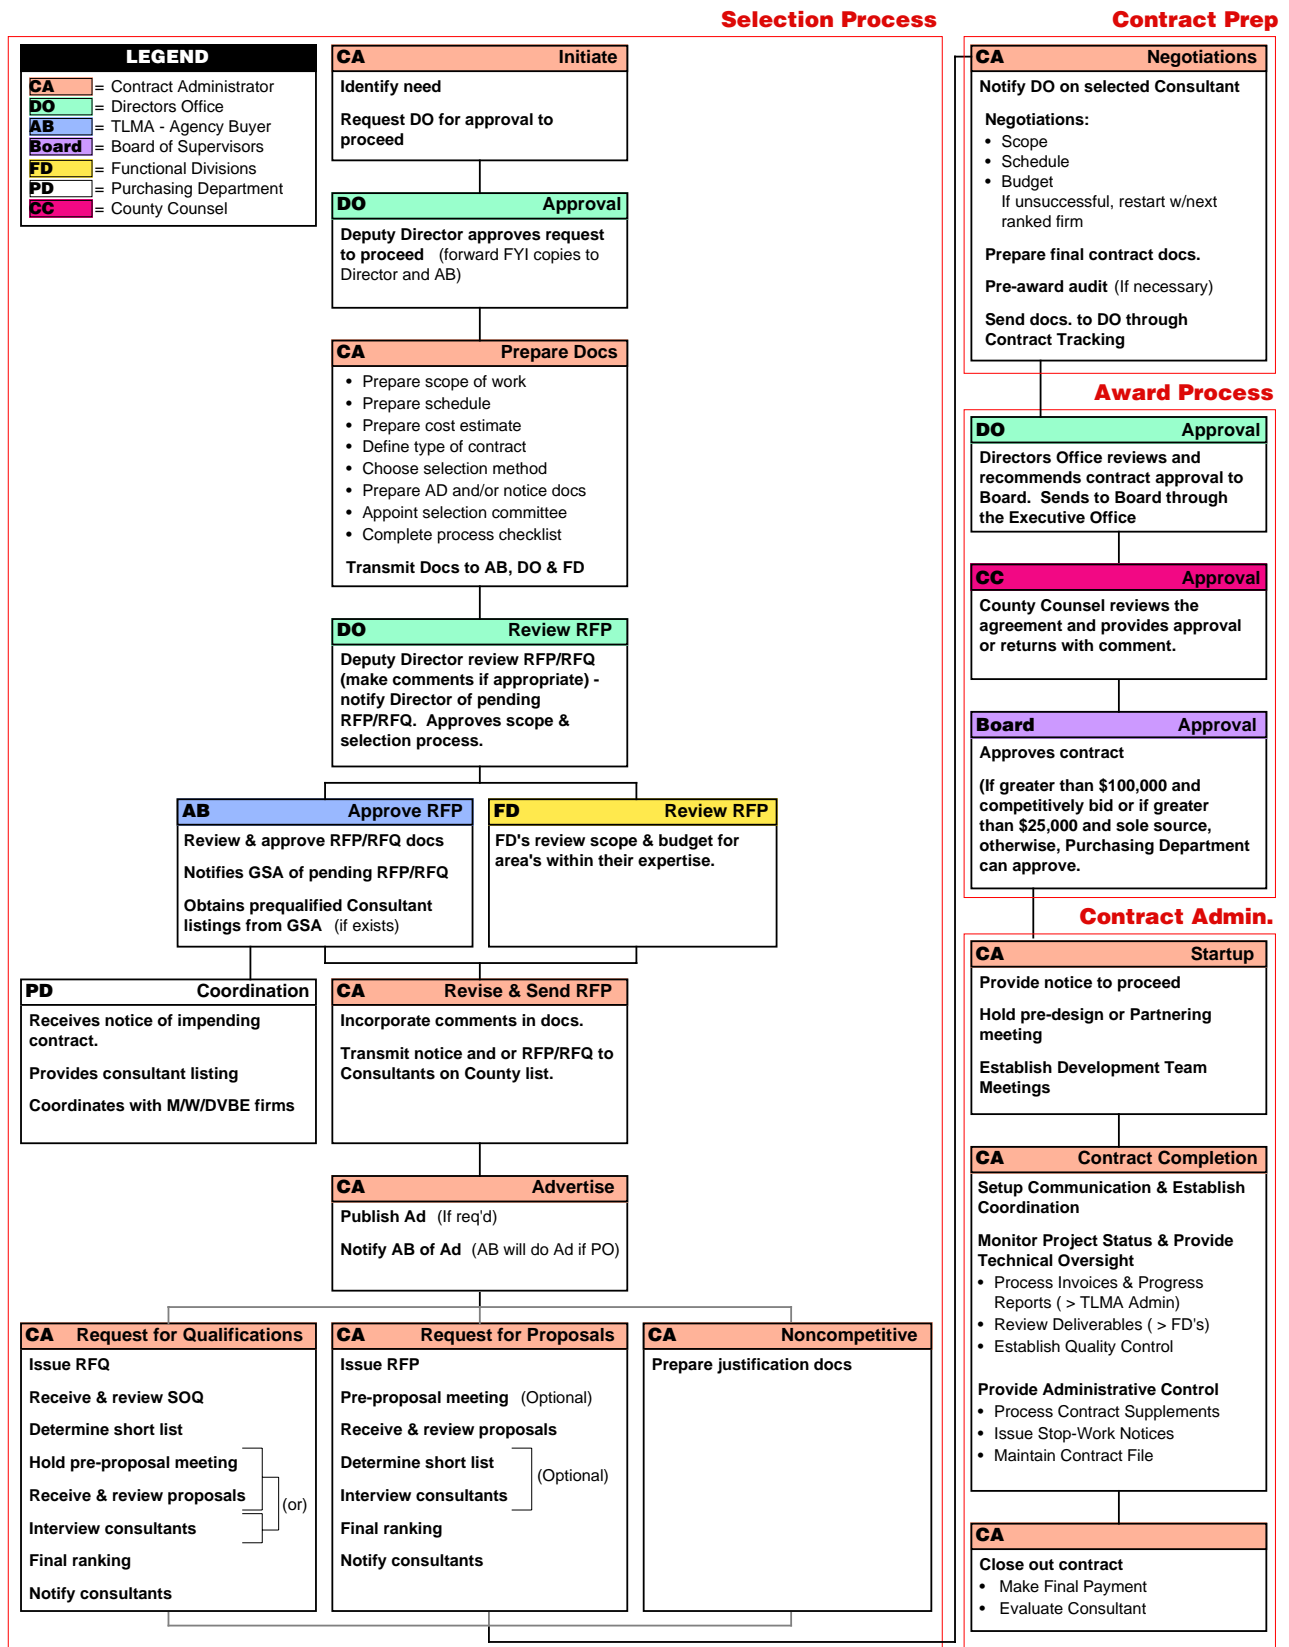 Selection Process
LEGEND
CA = Contract Administrator
DO = Directors Office
AB = TLMA - Agency Buyer
Board = Board of Supervisors
FD = Functional Divisions
PD = Purchasing Department
CC = County Counsel
CA Initiate
Identify need
Request DO for approval to
proceed
DO Approval
Deputy Director approves request
to proceed (forward FYI copies to
Director and AB)
CA Prepare Docs
• Prepare scope of work
• Prepare schedule
• Prepare cost estimate
• Define type of contract
• Choose selection method
• Prepare AD and/or notice docs
• Appoint selection committee
• Complete process checklist
Transmit Docs to AB, DO & FD
DO Review RFP
Deputy Director review RFP/RFQ
(make comments if appropriate) -
notify Director of pending
RFP/RFQ. Approves scope &
selection process.
AB Approve RFP
Review & approve RFP/RFQ docs
Notifies GSA of pending RFP/RFQ
Obtains prequalified Consultant
listings from GSA (if exists)
FD Review RFP
FD's review scope & budget for
area's within their expertise.
PD Coordination
Receives notice of impending
contract.
Provides consultant listing
Coordinates with M/W/DVBE firms
CA Revise & Send RFP
Incorporate comments in docs.
Transmit notice and or RFP/RFQ to
Consultants on County list.
CA Advertise
Publish Ad (If req'd)
Notify AB of Ad (AB will do Ad if PO)
CA Request for Qualifications
Issue RFQ
Receive & review SOQ
Determine short list
Hold pre-proposal meeting
Receive & review proposals
(or)
Interview consultants
Final ranking
Notify consultants
CA Request for Proposals
Issue RFP
Pre-proposal meeting (Optional)
Receive & review proposals
Determine short list
(Optional)
Interview consultants
Final ranking
Notify consultants
CA Noncompetitive
Prepare justification docs
Contract Prep
CA Negotiations
Notify DO on selected Consultant
Negotiations:
• Scope
• Schedule
• Budget
If unsuccessful, restart w/next
ranked firm
Prepare final contract docs.
Pre-award audit (If necessary)
Send docs. to DO through
Contract Tracking
Award Process
DO Approval
Directors Office reviews and
recommends contract approval to
Board. Sends to Board through
the Executive Office
CC Approval
County Counsel reviews the
agreement and provides approval
or returns with comment.
Board Approval
Approves contract
(If greater than $100,000 and
competitively bid or if greater
than $25,000 and sole source,
otherwise, Purchasing Department
can approve.
Contract Admin.
CA Startup
Provide notice to proceed
Hold pre-design or Partnering
meeting
Establish Development Team
Meetings
CA Contract Completion
Setup Communication & Establish
Coordination
Monitor Project Status & Provide
Technical Oversight
• Process Invoices & Progress
Reports ( > TLMA Admin)
• Review Deliverables ( > FD's)
• Establish Quality Control
Provide Administrative Control
• Process Contract Supplements
• Issue Stop-Work Notices
• Maintain Contract File
CA
Close out contract
• Make Final Payment
• Evaluate Consultant